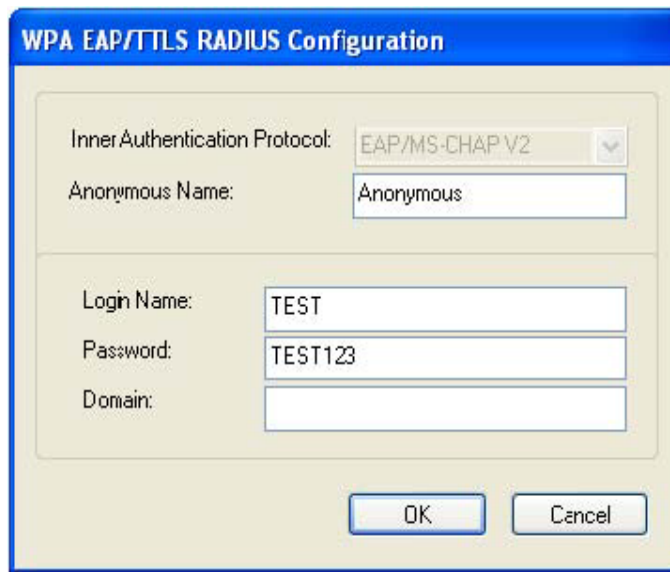 WPA EAP/TTLS RADIUS Configuration
Inner Authentication Protocol: EAP/MS-CHAP V2
Anonymous Name: Anonymous
Login Name: TEST
Password: TEST123
Domain:
OK Cancel